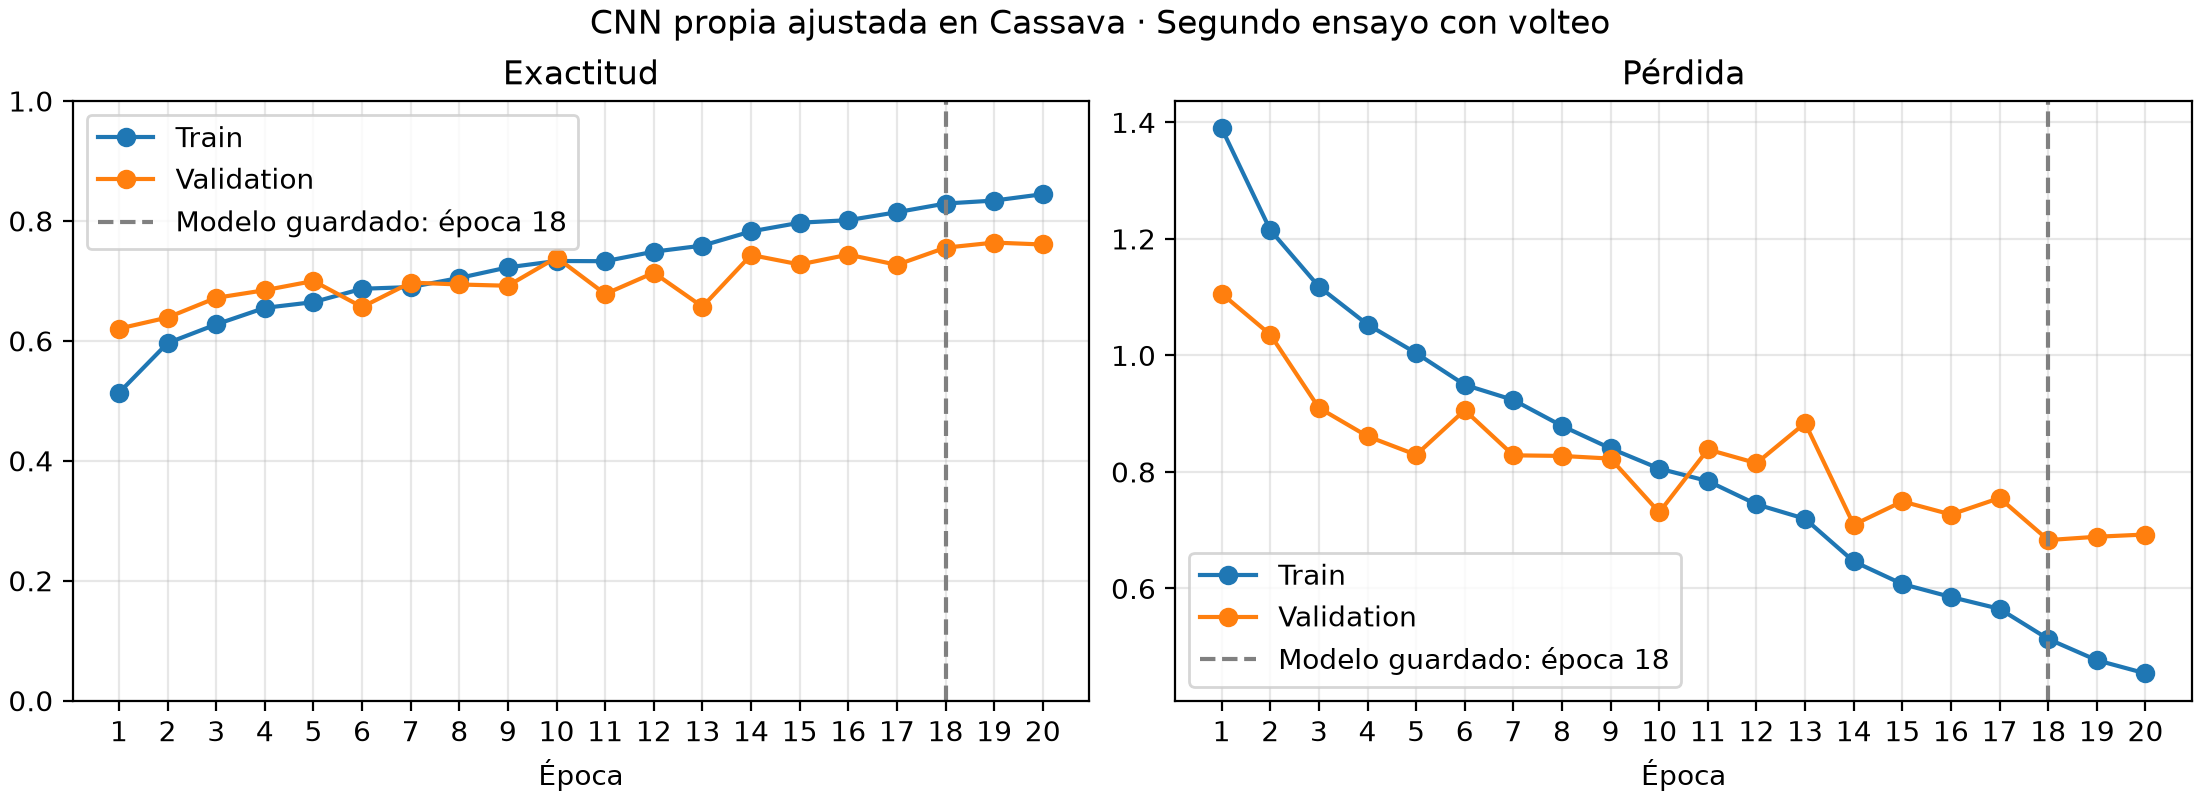 CNN propia ajustada en Cassava · Segundo ensayo con volteo
Exactitud
Train
Validation
Modelo guardado: época 18
1.0
0.8
0.6
0.4
0.2
0.0
1 2 3 4 5 6 7 8 9 10 11 12 13 14 15 16 17 18 19 20
Época
Pérdida
1.4
1.2
1.0
0.8
0.6
Train
Validation
Modelo guardado: época 18
1 2 3 4 5 6 7 8 9 10 11 12 13 14 15 16 17 18 19 20
Época